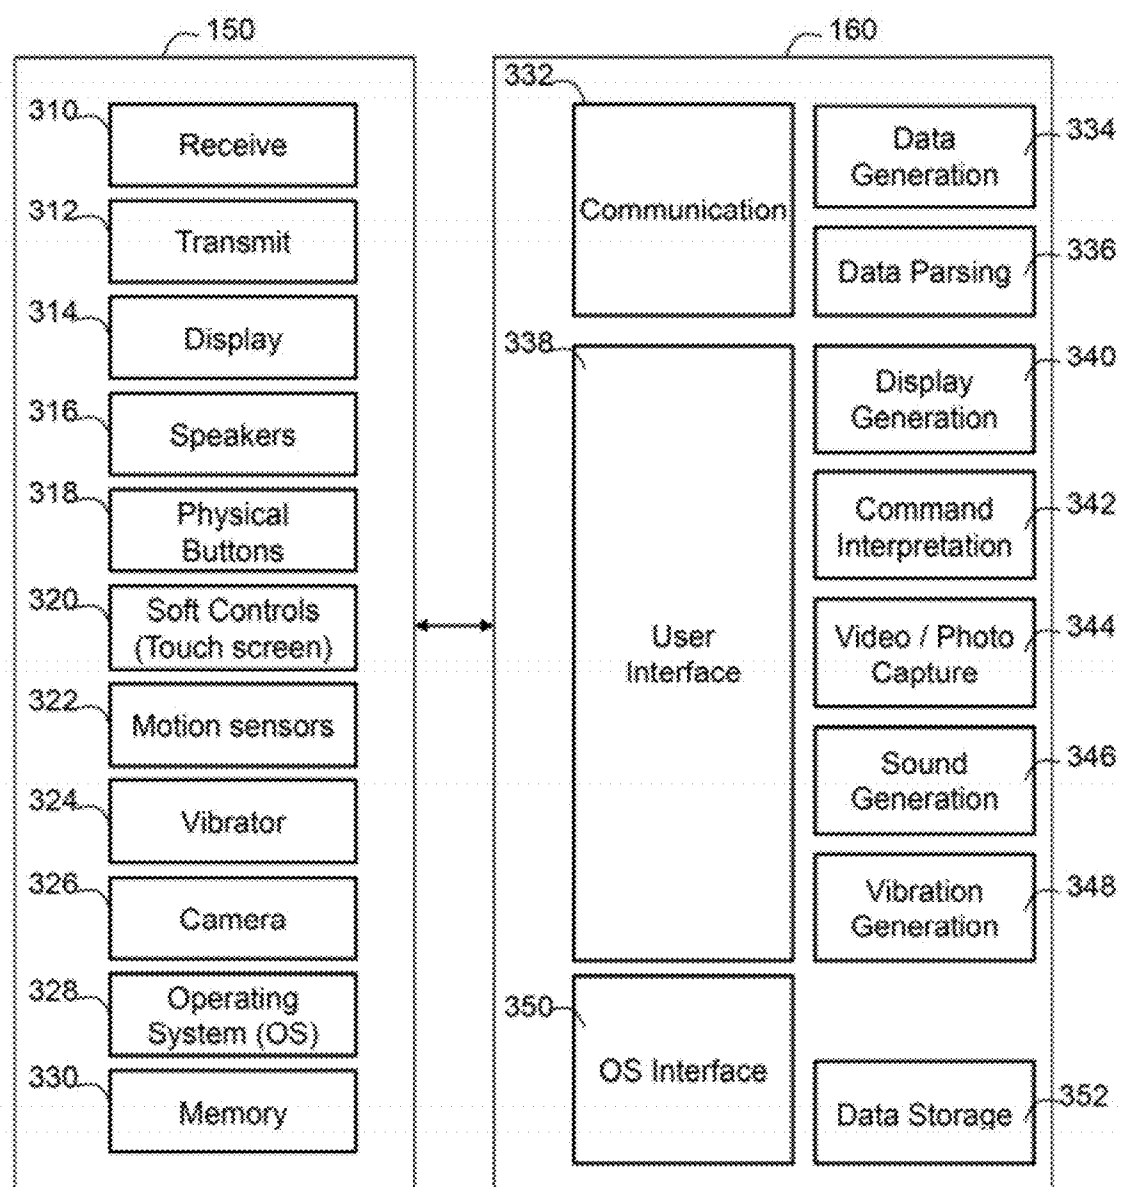 150
160
310
Receive
312
Transmit
314
Display
316
Speakers
318
Physical
Buttons
320
Soft Controls
(Touch screen)
322
Motion sensors
324
Vibrator
326
Camera
328
Operating
System (OS)
330
Memory
332
Communication
334
Data
Generation
336
Data Parsing
338
User
Interface
340
Display
Generation
342
Command
Interpretation
344
Video / Photo
Capture
346
Sound
Generation
348
Vibration
Generation
350
OS Interface
352
Data Storage